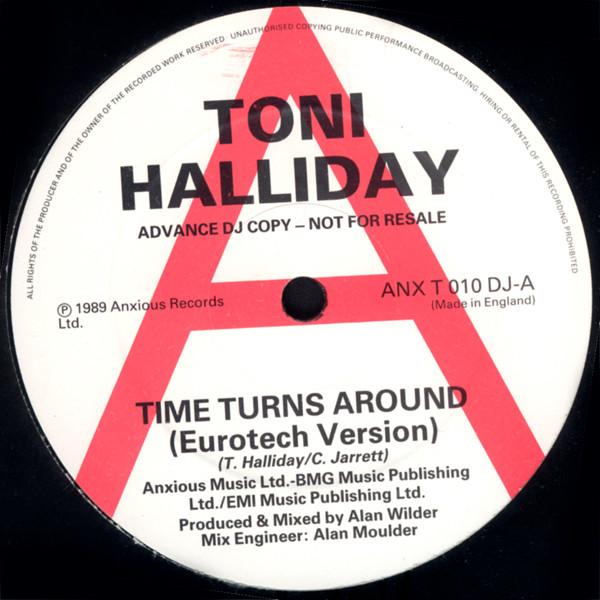 ALL RIGHTS OF THE PRODUCER AND OF THE OWNER OF THE RECORDED WORK RESERVED UNAUTHORISED COPYING PUBLIC PERFORMANCE BROADCASTING. HIRING OR RENTAL OF THIS RECORDING PROHIBITED
A
TONI
HALLIDAY
ADVANCE DJ COPY – NOT FOR RESALE
℗ 1989 Anxious Records
Ltd.
ANX T 010 DJ-A
(Made in England)
TIME TURNS AROUND
(Eurotech Version)
(T. Halliday/C. Jarrett)
Anxious Music Ltd.-BMG Music Publishing
Ltd./EMI Music Publishing Ltd.
Produced & Mixed by Alan Wilder
Mix Engineer: Alan Moulder